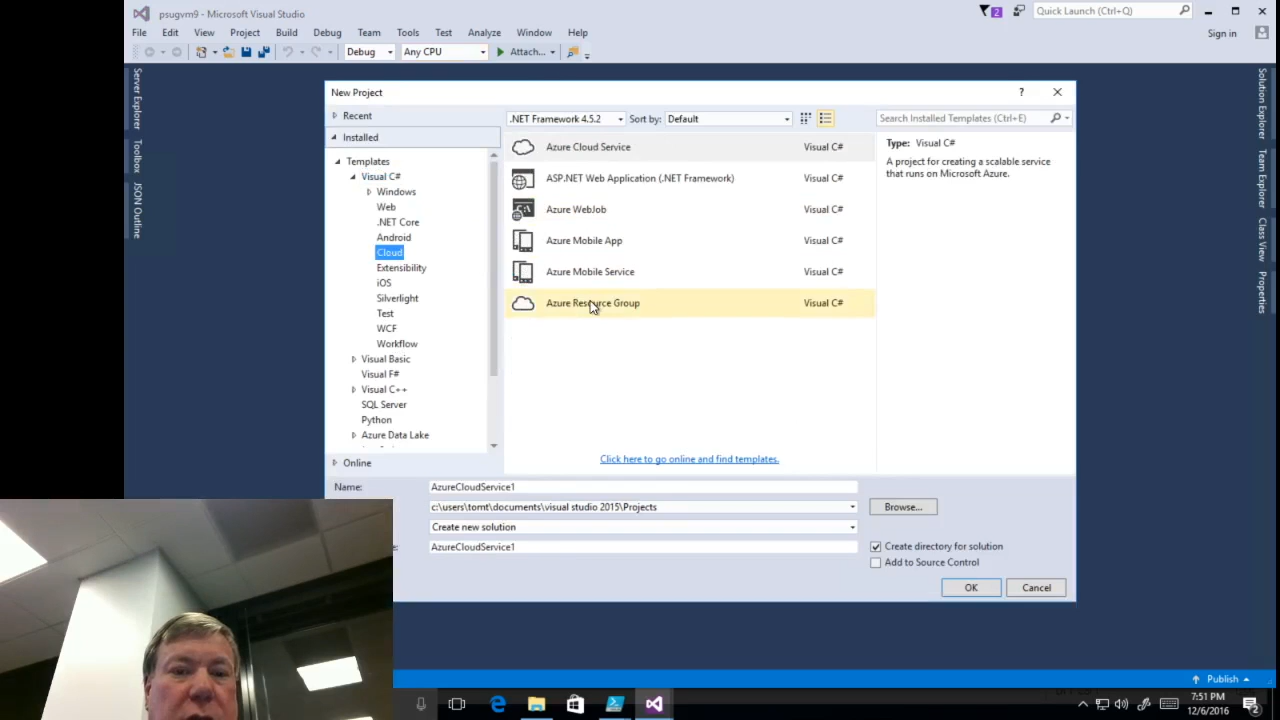 psugvm9 - Microsoft Visual Studio
2
Quick Launch (Ctrl+Q)
File Edit View Project Build Debug Team Tools Test Analyze Window Help
Sign in
Debug Any CPU Attach...
Server Explorer
Toolbox
JSON Outline
New Project
?
Recent
.NET Framework 4.5.2 Sort by: Default
Search Installed Templates (Ctrl+E)
Installed
Templates
Visual C#
Windows
Web
.NET Core
Android
Cloud
Extensibility
iOS
Silverlight
Test
WCF
Workflow
Visual Basic
Visual F#
Visual C++
SQL Server
Python
Azure Data Lake
Online
Azure Cloud Service Visual C#
ASP.NET Web Application (.NET Framework) Visual C#
Azure WebJob Visual C#
Azure Mobile App Visual C#
Azure Mobile Service Visual C#
Azure Resource Group Visual C#
Click here to go online and find templates.
Type: Visual C#
A project for creating a scalable service
that runs on Microsoft Azure.
Name: AzureCloudService1
c:\users\tomt\documents\visual studio 2015\Projects
Browse...
Create new solution
AzureCloudService1
Create directory for solution
Add to Source Control
OK Cancel
Solution Explorer
Team Explorer
Class View
Properties
Publish
7:51 PM
12/6/2016
2